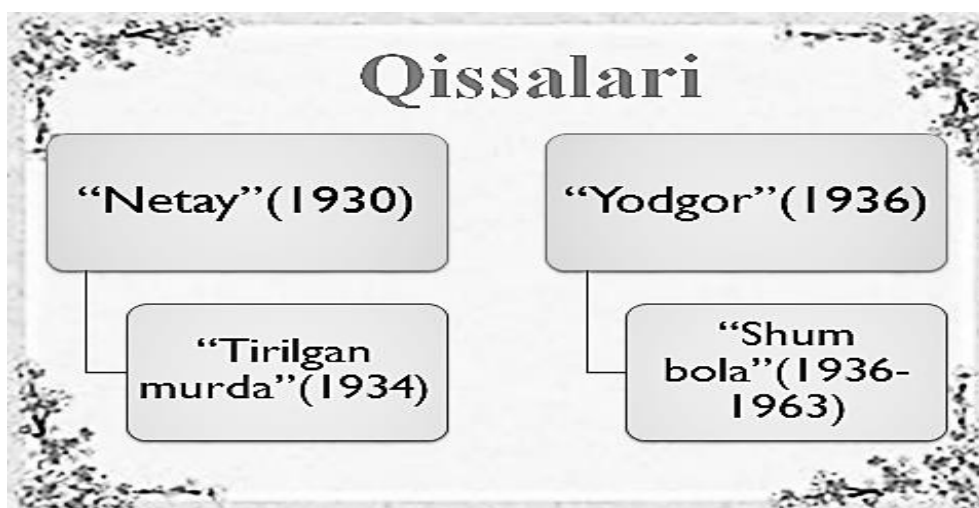 Qissalari
“Netay”(1930)
“Yodgor”(1936)
“Tirilgan
murda”(1934)
“Shum
bola”(1936-
1963)